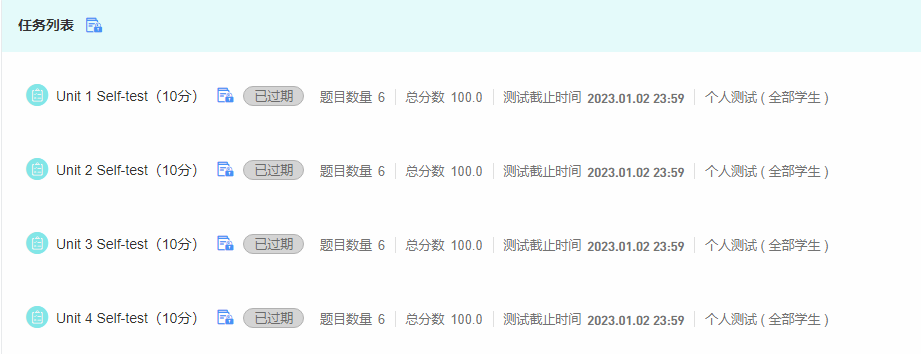 任务列表
Unit 1 Self-test（10分） 已过期 题目数量 6 总分数 100.0 测试截止时间 2023.01.02 23:59 个人测试 ( 全部学生 )
Unit 2 Self-test（10分） 已过期 题目数量 6 总分数 100.0 测试截止时间 2023.01.02 23:59 个人测试 ( 全部学生 )
Unit 3 Self-test（10分） 已过期 题目数量 6 总分数 100.0 测试截止时间 2023.01.02 23:59 个人测试 ( 全部学生 )
Unit 4 Self-test（10分） 已过期 题目数量 6 总分数 100.0 测试截止时间 2023.01.02 23:59 个人测试 ( 全部学生 )